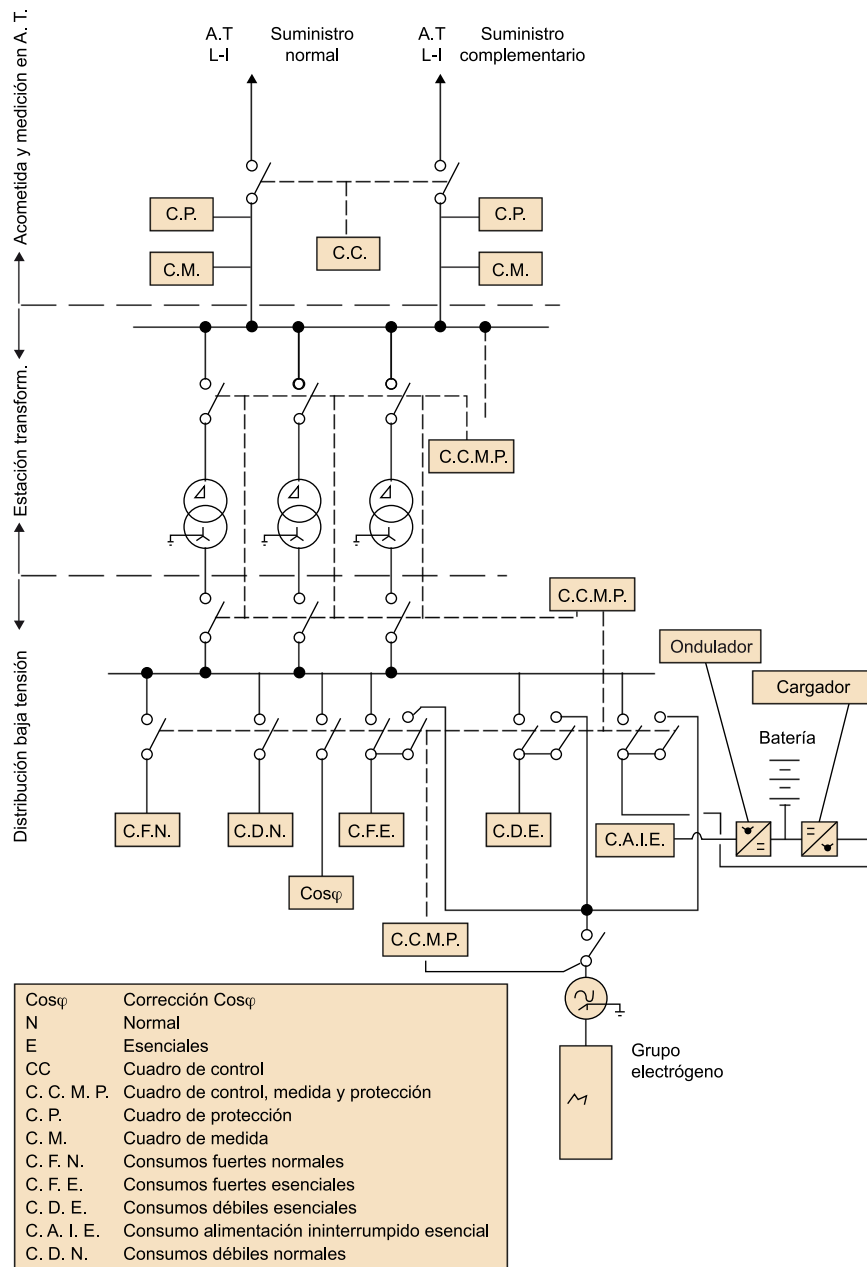 A.T
L-I
Suministro
normal
A.T
L-I
Suministro
complementario
Acometida y medición en A. T.
C.P.
C.P.
C.C.
C.M.
C.M.
Estación transform.
C.C.M.P.
Distribución baja tensión
C.C.M.P.
Ondulador
Cargador
Batería
C.F.N.
C.D.N.
C.F.E.
C.D.E.
C.A.I.E.
Cosφ
C.C.M.P.
Grupo
electrógeno
Cosφ Corrección Cosφ
N Normal
E Esenciales
CC Cuadro de control
C. C. M. P. Cuadro de control, medida y protección
C. P. Cuadro de protección
C. M. Cuadro de medida
C. F. N. Consumos fuertes normales
C. F. E. Consumos fuertes esenciales
C. D. E. Consumos débiles esenciales
C. A. I. E. Consumo alimentación ininterrumpido esencial
C. D. N. Consumos débiles normales